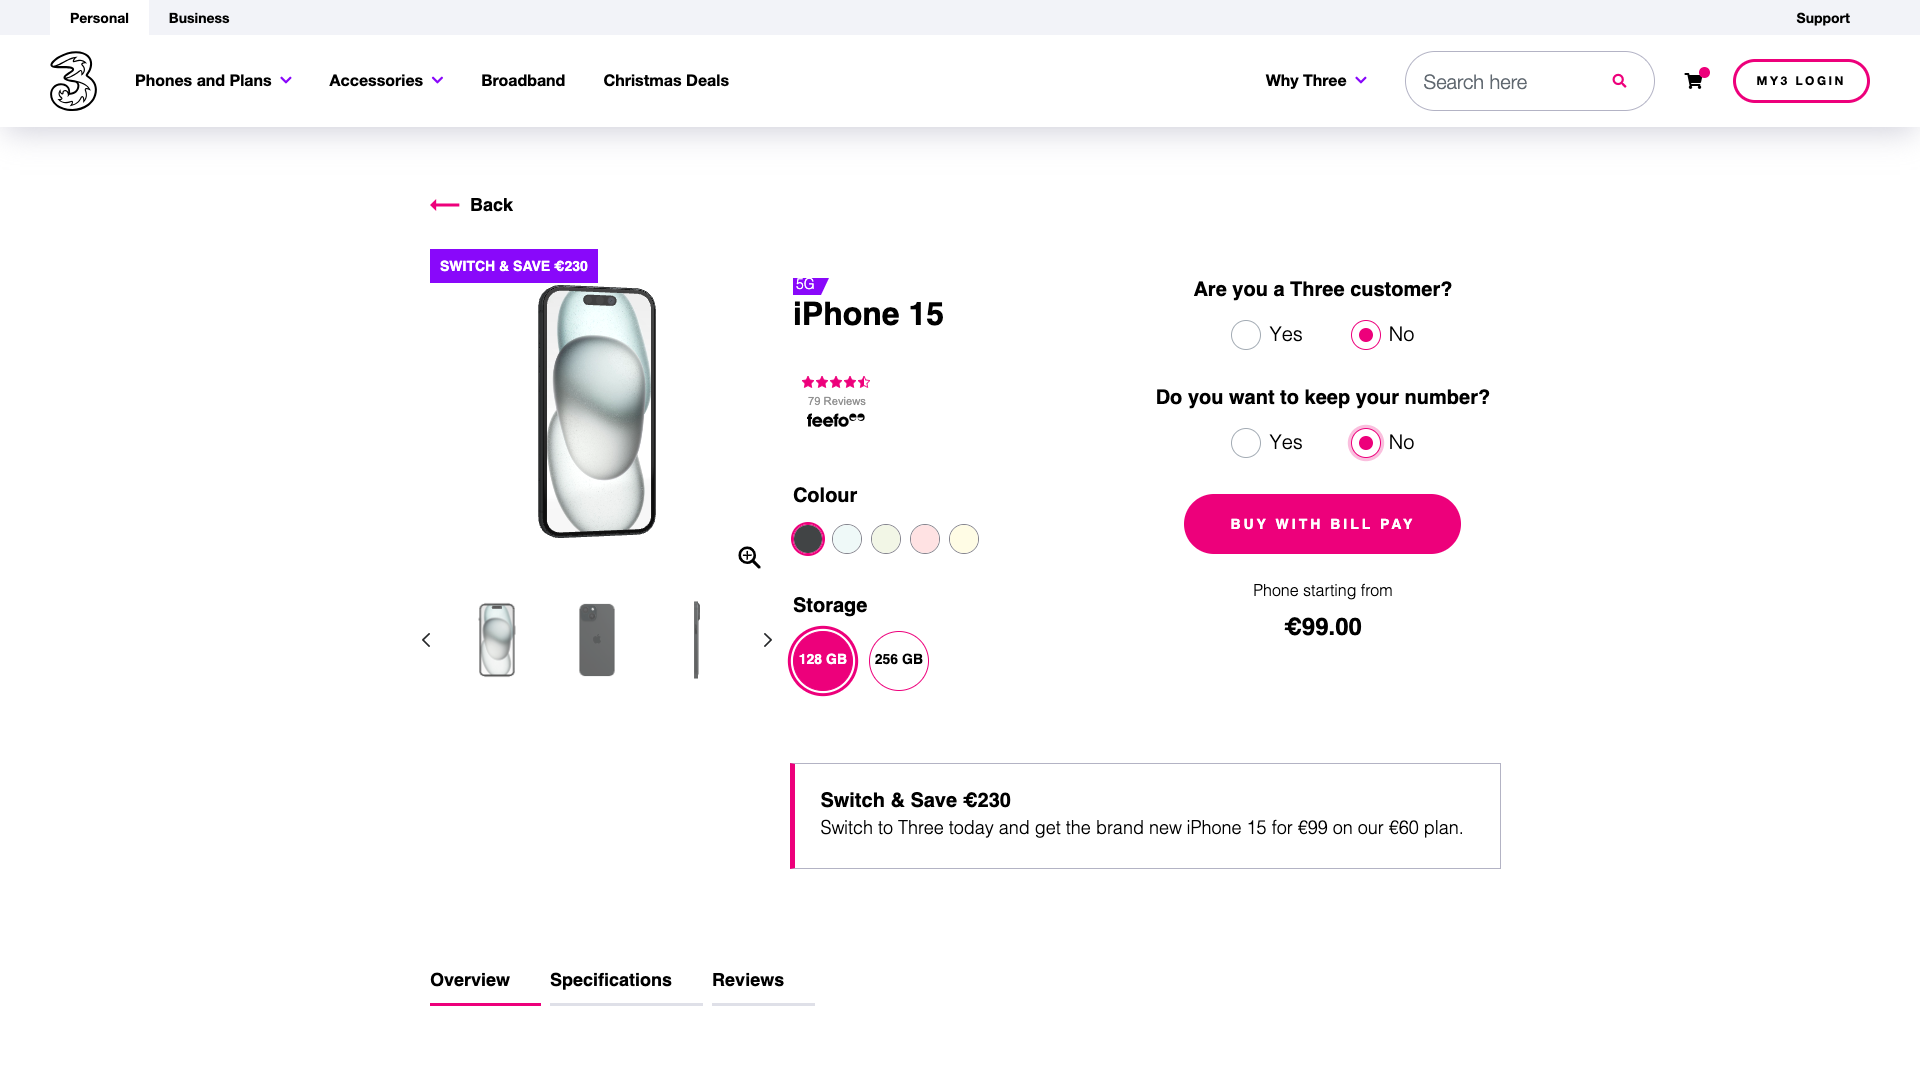 Personal
Business
Support
Phones and Plans
Accessories
Broadband
Christmas Deals
Why Three
Search here
MY3 LOGIN
Back
SWITCH & SAVE €230
5G
iPhone 15
79 Reviews
feefo
Colour
Storage
128 GB
256 GB
Are you a Three customer?
Yes
No
Do you want to keep your number?
Yes
No
BUY WITH BILL PAY
Phone starting from
€99.00
Switch & Save €230
Switch to Three today and get the brand new iPhone 15 for €99 on our €60 plan.
Overview
Specifications
Reviews